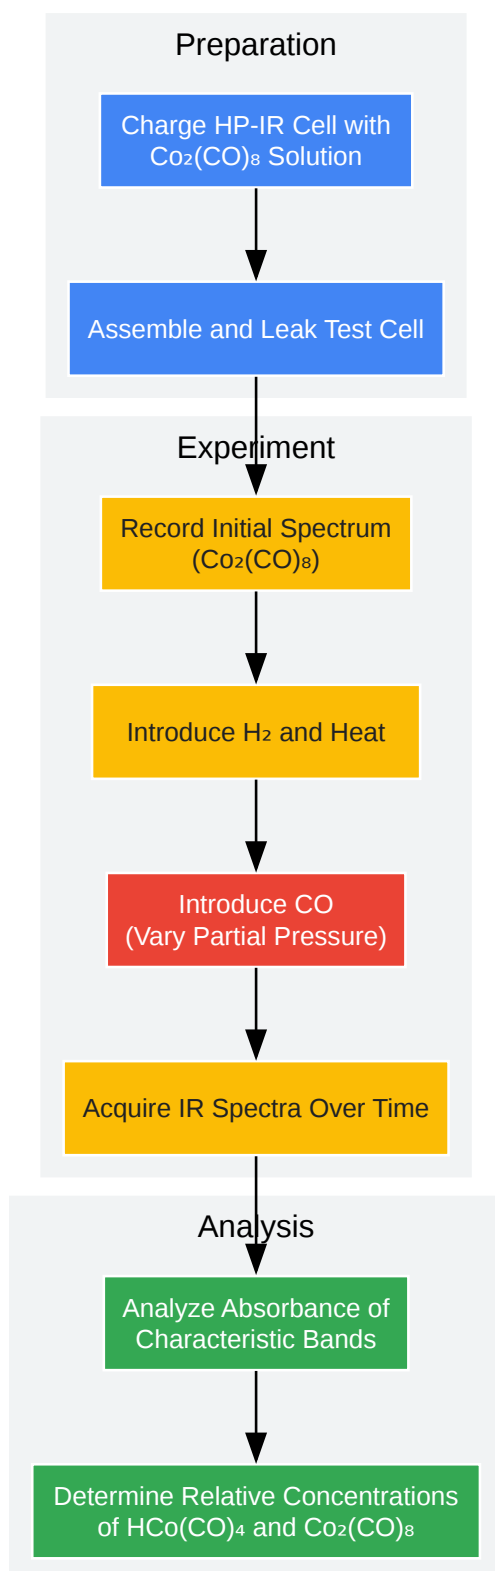 Preparation
Charge HP-IR Cell with
Co₂(CO)₈ Solution
Assemble and Leak Test Cell
Experiment
Record Initial Spectrum
(Co₂(CO)₈)
Introduce H₂ and Heat
Introduce CO
(Vary Partial Pressure)
Acquire IR Spectra Over Time
Analysis
Analyze Absorbance of
Characteristic Bands
Determine Relative Concentrations
of HCo(CO)₄ and Co₂(CO)₈